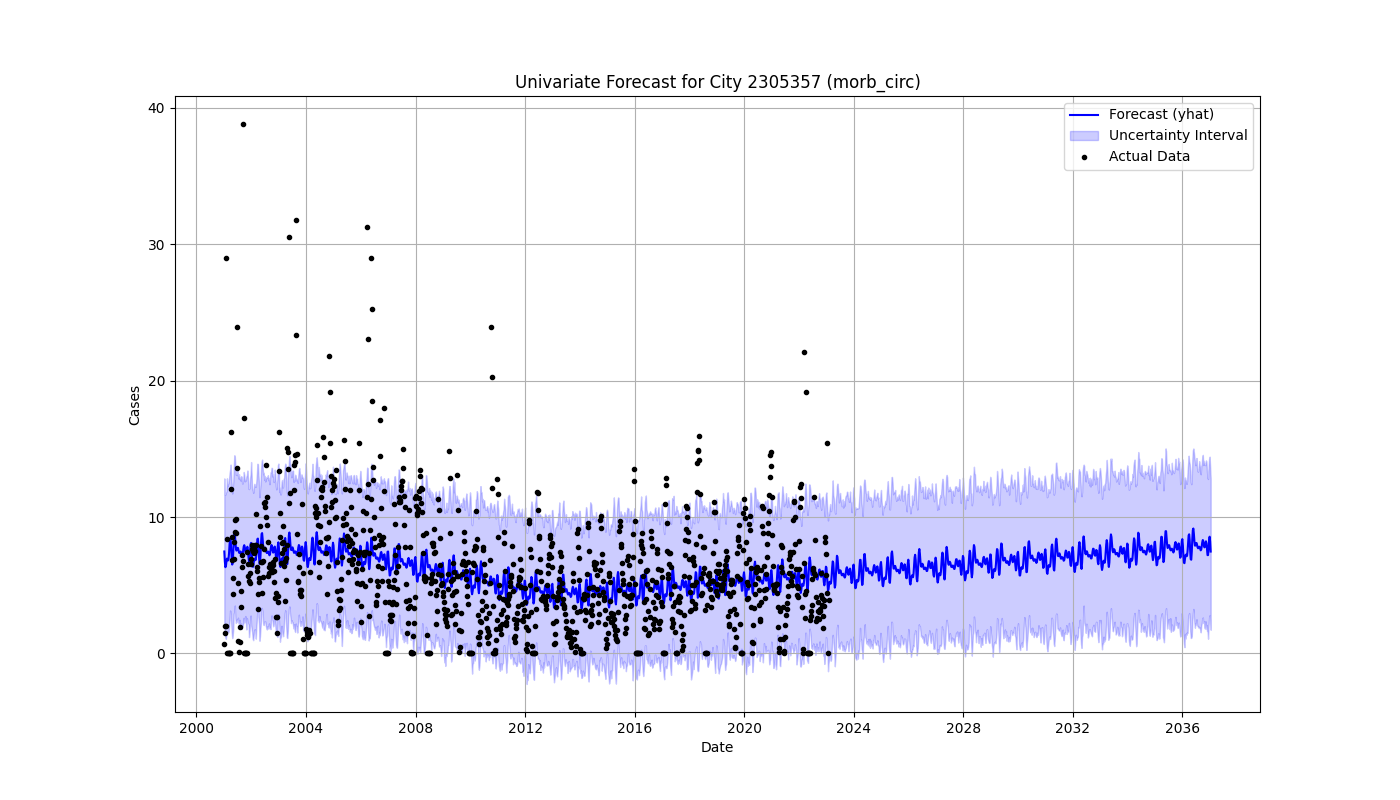 Univariate Forecast for City 2305357 (morb_circ)
Forecast (yhat)
Uncertainty Interval
Actual Data
Cases
40
30
20
10
0
2000 2004 2008 2012 2016 2020 2024 2028 2032 2036
Date